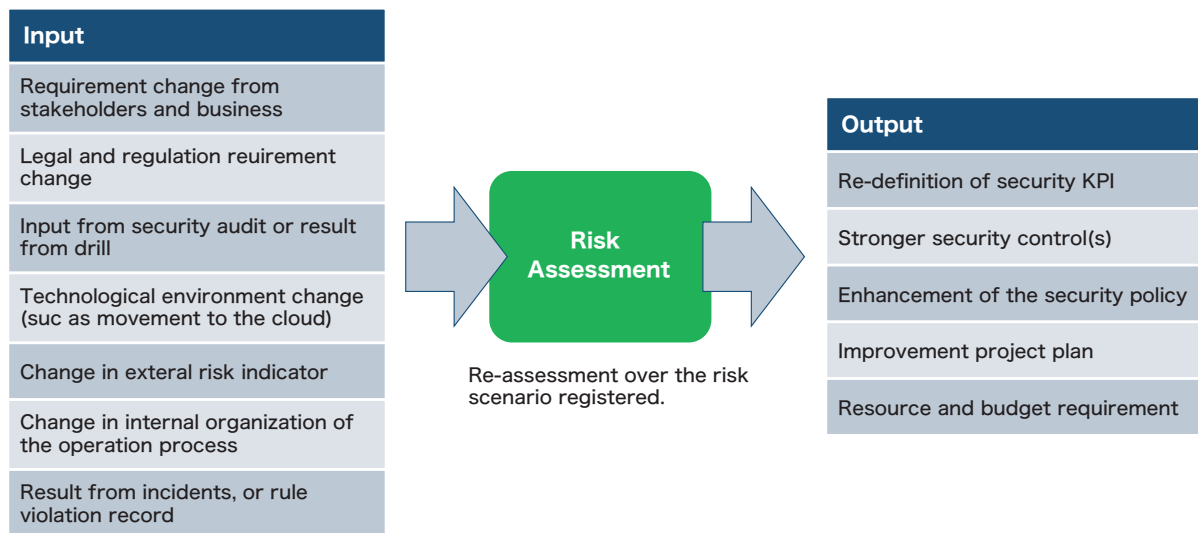 Input
Requirement change from
stakeholders and business
Legal and regulation reuirement
change
Input from security audit or result
from drill
Technological environment change
(suc as movement to the cloud)
Change in exteral risk indicator
Change in internal organization of
the operation process
Result from incidents, or rule
violation record
Risk
Assessment
Re-assessment over the risk
scenario registered.
Output
Re-definition of security KPI
Stronger security control(s)
Enhancement of the security policy
Improvement project plan
Resource and budget requirement